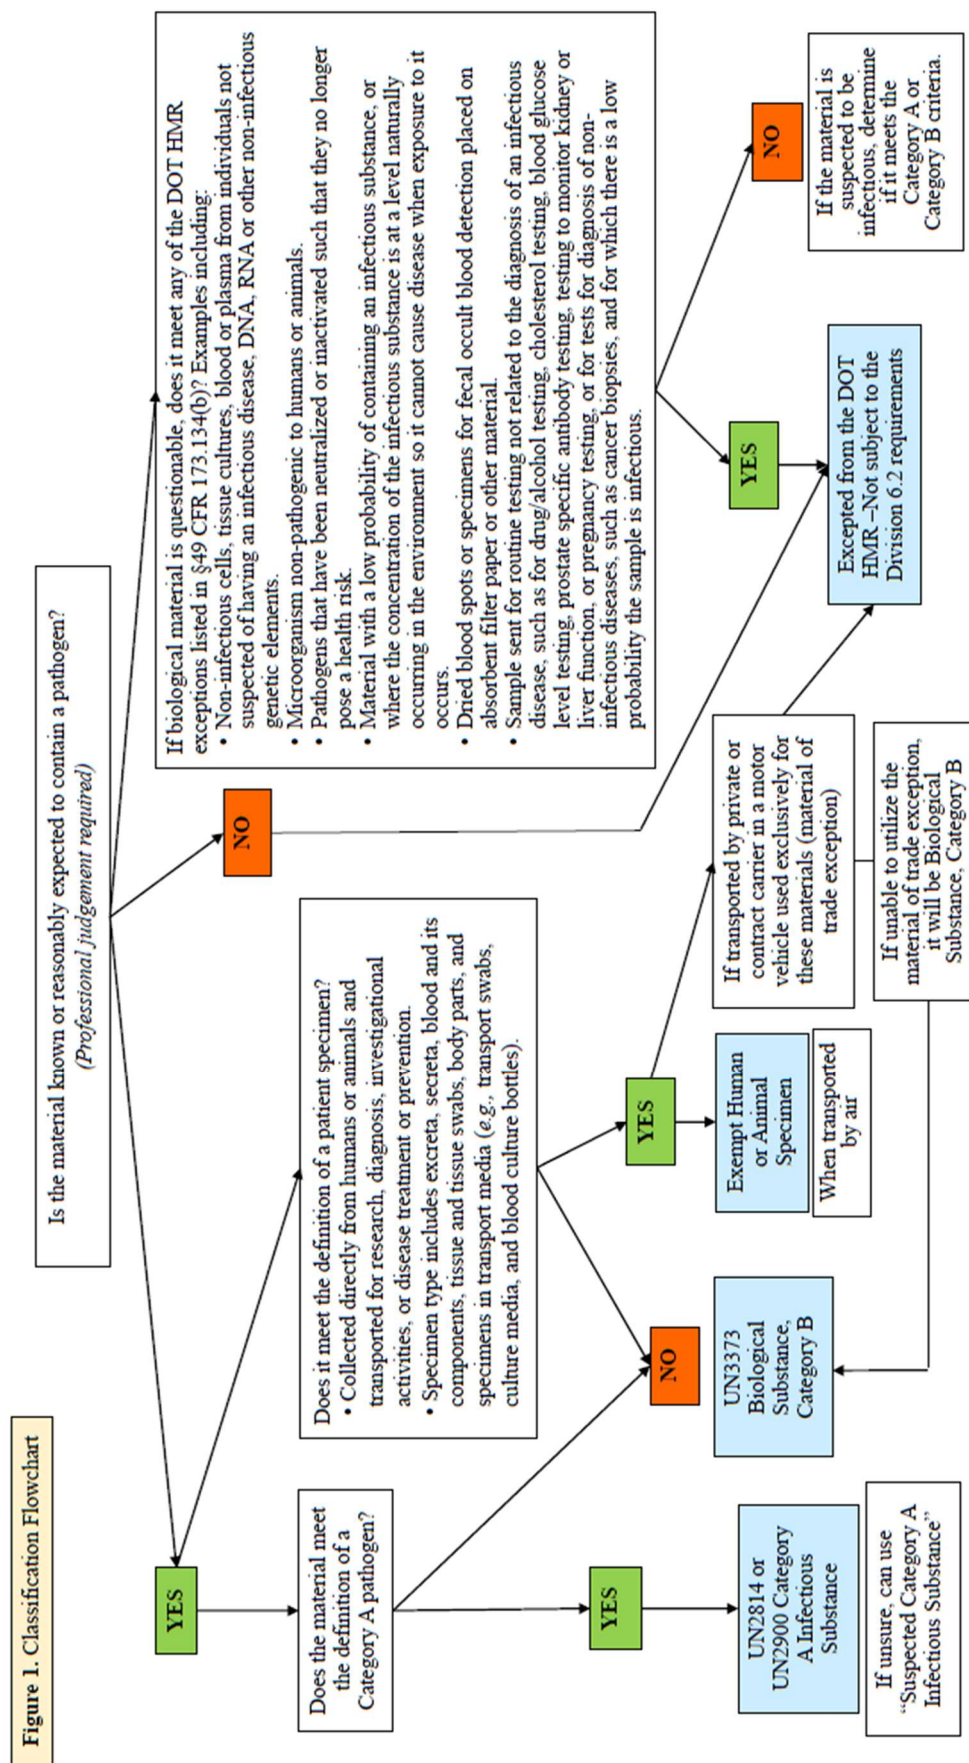 Figure 1. Classification Flowchart
Is the material known or reasonably expected to contain a pathogen?
(Professional judgement required)
YES
NO
Does the material meet
the definition of a
Category A pathogen?
Does it meet the definition of a patient specimen?
• Collected directly from humans or animals and
transported for research, diagnosis, investigational
activities, or disease treatment or prevention.
• Specimen type includes excreta, secreta, blood and its
components, tissue and tissue swabs, body parts, and
specimens in transport media (e.g., transport swabs,
culture media, and blood culture bottles).
If biological material is questionable, does it meet any of the DOT HMR
exceptions listed in §49 CFR 173.134(b)? Examples including:
• Non-infectious cells, tissue cultures, blood or plasma from individuals not
suspected of having an infectious disease, DNA, RNA or other non-infectious
genetic elements.
• Microorganism non-pathogenic to humans or animals.
• Pathogens that have been neutralized or inactivated such that they no longer
pose a health risk.
• Material with a low probability of containing an infectious substance, or
where the concentration of the infectious substance is at a level naturally
occurring in the environment so it cannot cause disease when exposure to it
occurs.
• Dried blood spots or specimens for fecal occult blood detection placed on
absorbent filter paper or other material.
• Sample sent for routine testing not related to the diagnosis of an infectious
disease, such as for drug/alcohol testing, cholesterol testing, blood glucose
level testing, prostate specific antibody testing, testing to monitor kidney or
liver function, or pregnancy testing, or for tests for diagnosis of non-
infectious diseases, such as cancer biopsies, and for which there is a low
probability the sample is infectious.
YES
NO
YES
YES
NO
UN2814 or
UN2900 Category
A Infectious
Substance
If unsure, can use
“Suspected Category A
Infectious Substance”
UN3373
Biological
Substance,
Category B
Exempt Human
or Animal
Specimen
When transported
by air
If transported by private or
contract carrier in a motor
vehicle used exclusively for
these materials (material of
trade exception)
If unable to utilize the
material of trade exception,
it will be Biological
Substance, Category B
Excepted from the DOT
HMR –Not subject to the
Division 6.2 requirements
If the material is
suspected to be
infectious, determine
if it meets the
Category A or
Category B criteria.